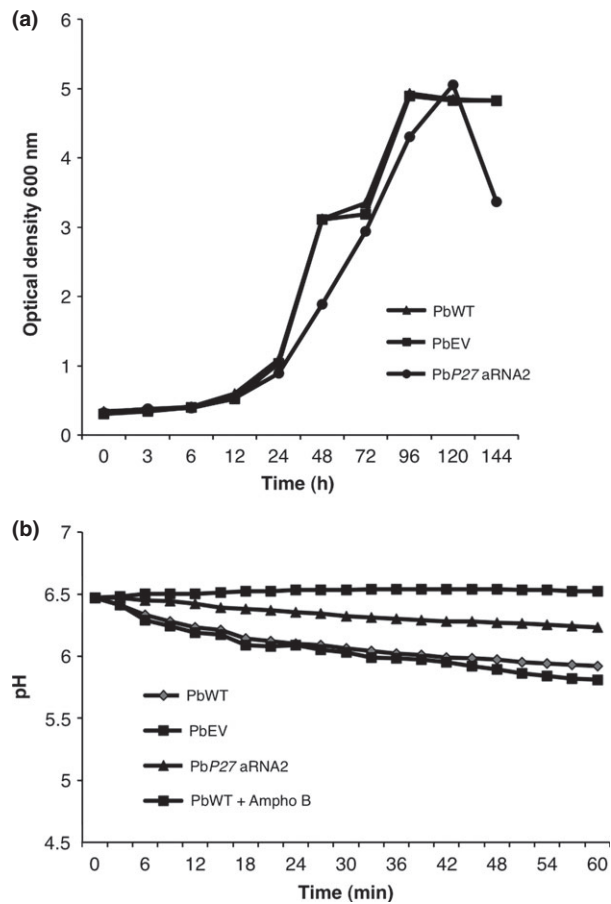 (a)
6
5
4
3
2
1
0
Optical density 600 nm
PbWT
PbEV
PbP27 aRNA2
0 3 6 12 24 48 72 96 120 144
Time (h)
(b)
7
6.5
6
5.5
5
4.5
pH
PbWT
PbEV
PbP27 aRNA2
PbWT + Ampho B
0 6 12 18 24 30 36 42 48 54 60
Time (min)